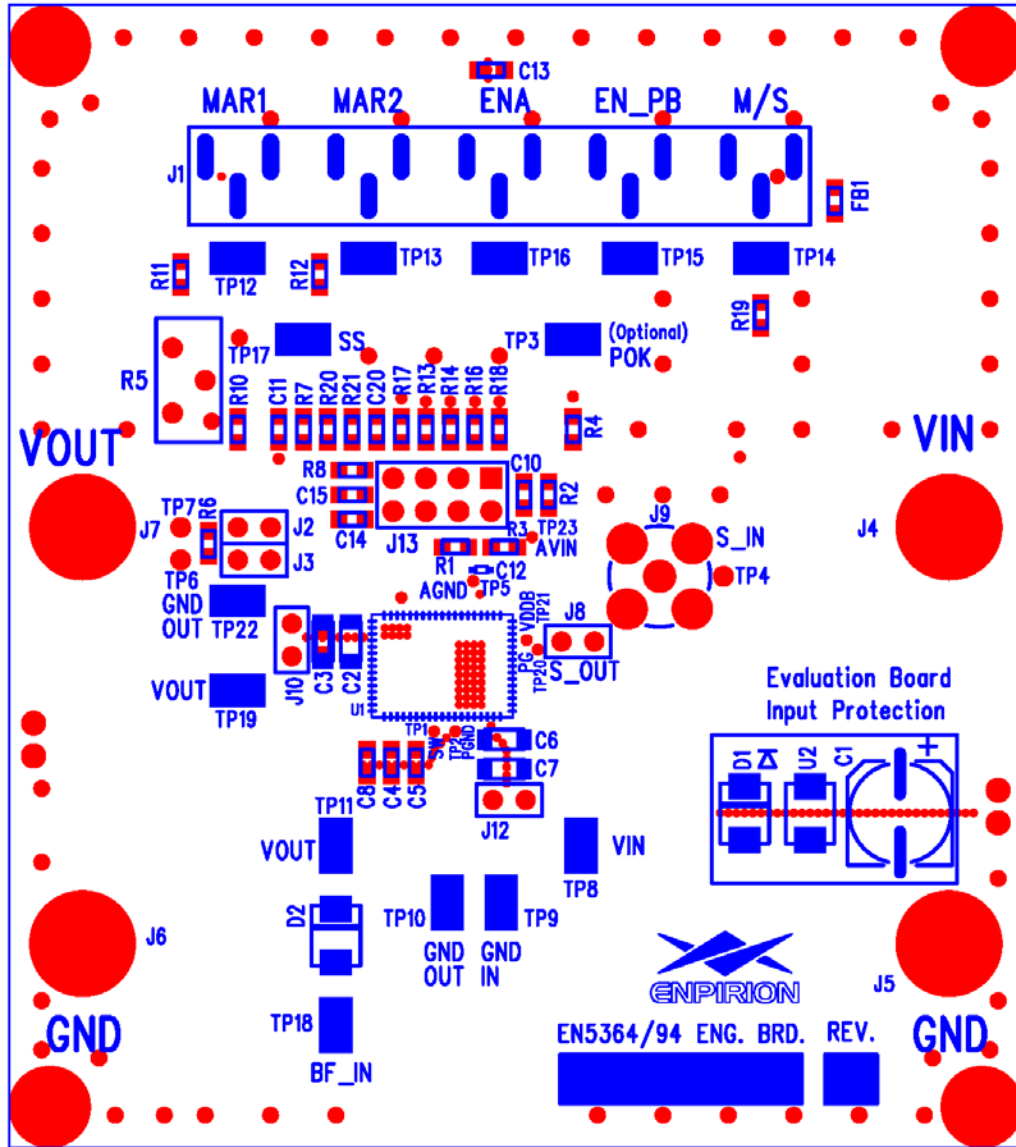 C13
MAR1 MAR2 ENA EN_PB M/S
J1
FB1
TP12 TP13 TP16 TP15 TP14
R11 R12 R19
TP17 SS TP3 (Optional)
POK
R5
R10 C11 R7 R20 R21 C20 R17 R13 R14 R16 R18 R4
VOUT VIN
R8 C10
C15 R2
C14 J13 R3 TP23
AVIN
R1 C12
AGND TP5
J7 TP7 R6 J2
TP6 J3
GND
OUT TP22
J9 S_IN
TP4
J4
VDDB TP21 J8
PG TP20 S_OUT
J10 C3 C2 U1
VOUT TP19
TP1 SW TP2 PGND
C6
C7
C8 C4 C5
J12
Evaluation Board
Input Protection
D1 U2 C1 +
TP11
VOUT
VIN
TP8
D2
TP10 TP9
GND GND
OUT IN
J6
J5
ENPIRION
TP18
BF_IN
GND
EN5364/94 ENG. BRD. REV.
GND